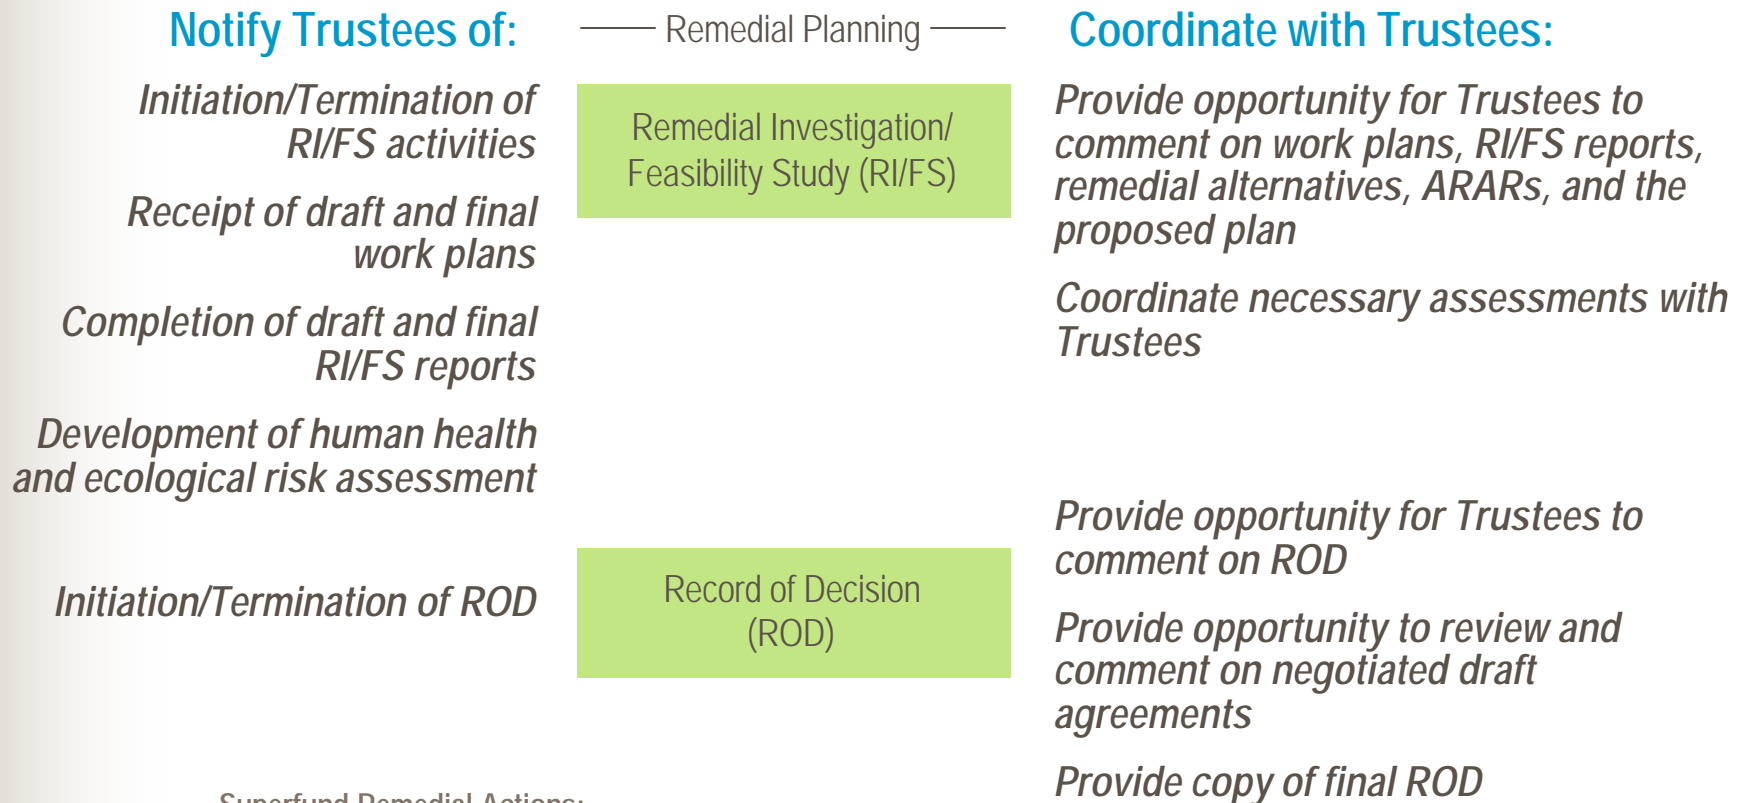 Notify Trustees of:
Initiation/Termination of
RI/FS activities
Receipt of draft and final
work plans
Completion of draft and final
RI/FS reports
Development of human health
and ecological risk assessment
Initiation/Termination of ROD
Remedial Planning
Remedial Investigation/
Feasibility Study (RI/FS)
Record of Decision
(ROD)
Coordinate with Trustees:
Provide opportunity for Trustees to
comment on work plans, RI/FS reports,
remedial alternatives, ARARs, and the
proposed plan
Coordinate necessary assessments with
Trustees
Provide opportunity for Trustees to
comment on ROD
Provide opportunity to review and
comment on negotiated draft
agreements
Provide copy of final ROD
Superfund Remedial Actions: